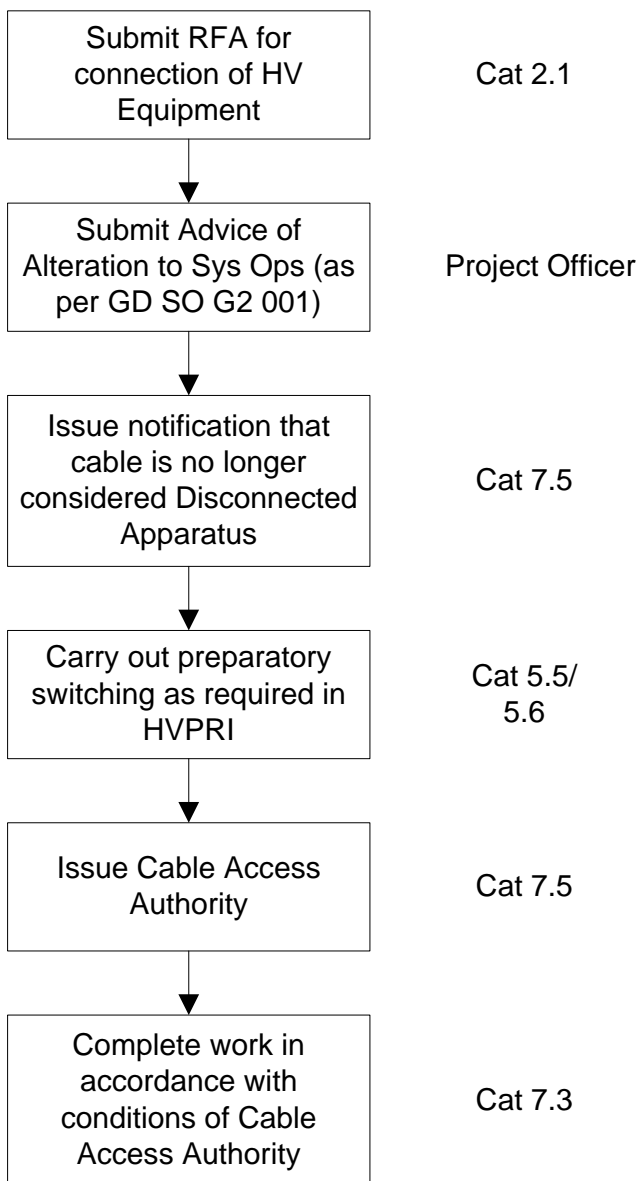 Submit RFA for
connection of HV
Equipment
Cat 2.1
Submit Advice of
Alteration to Sys Ops (as
per GD SO G2 001)
Project Officer
Issue notification that
cable is no longer
considered Disconnected
Apparatus
Cat 7.5
Carry out preparatory
switching as required in
HVPRI
Cat 5.5/
5.6
Issue Cable Access
Authority
Cat 7.5
Complete work in
accordance with
conditions of Cable
Access Authority
Cat 7.3